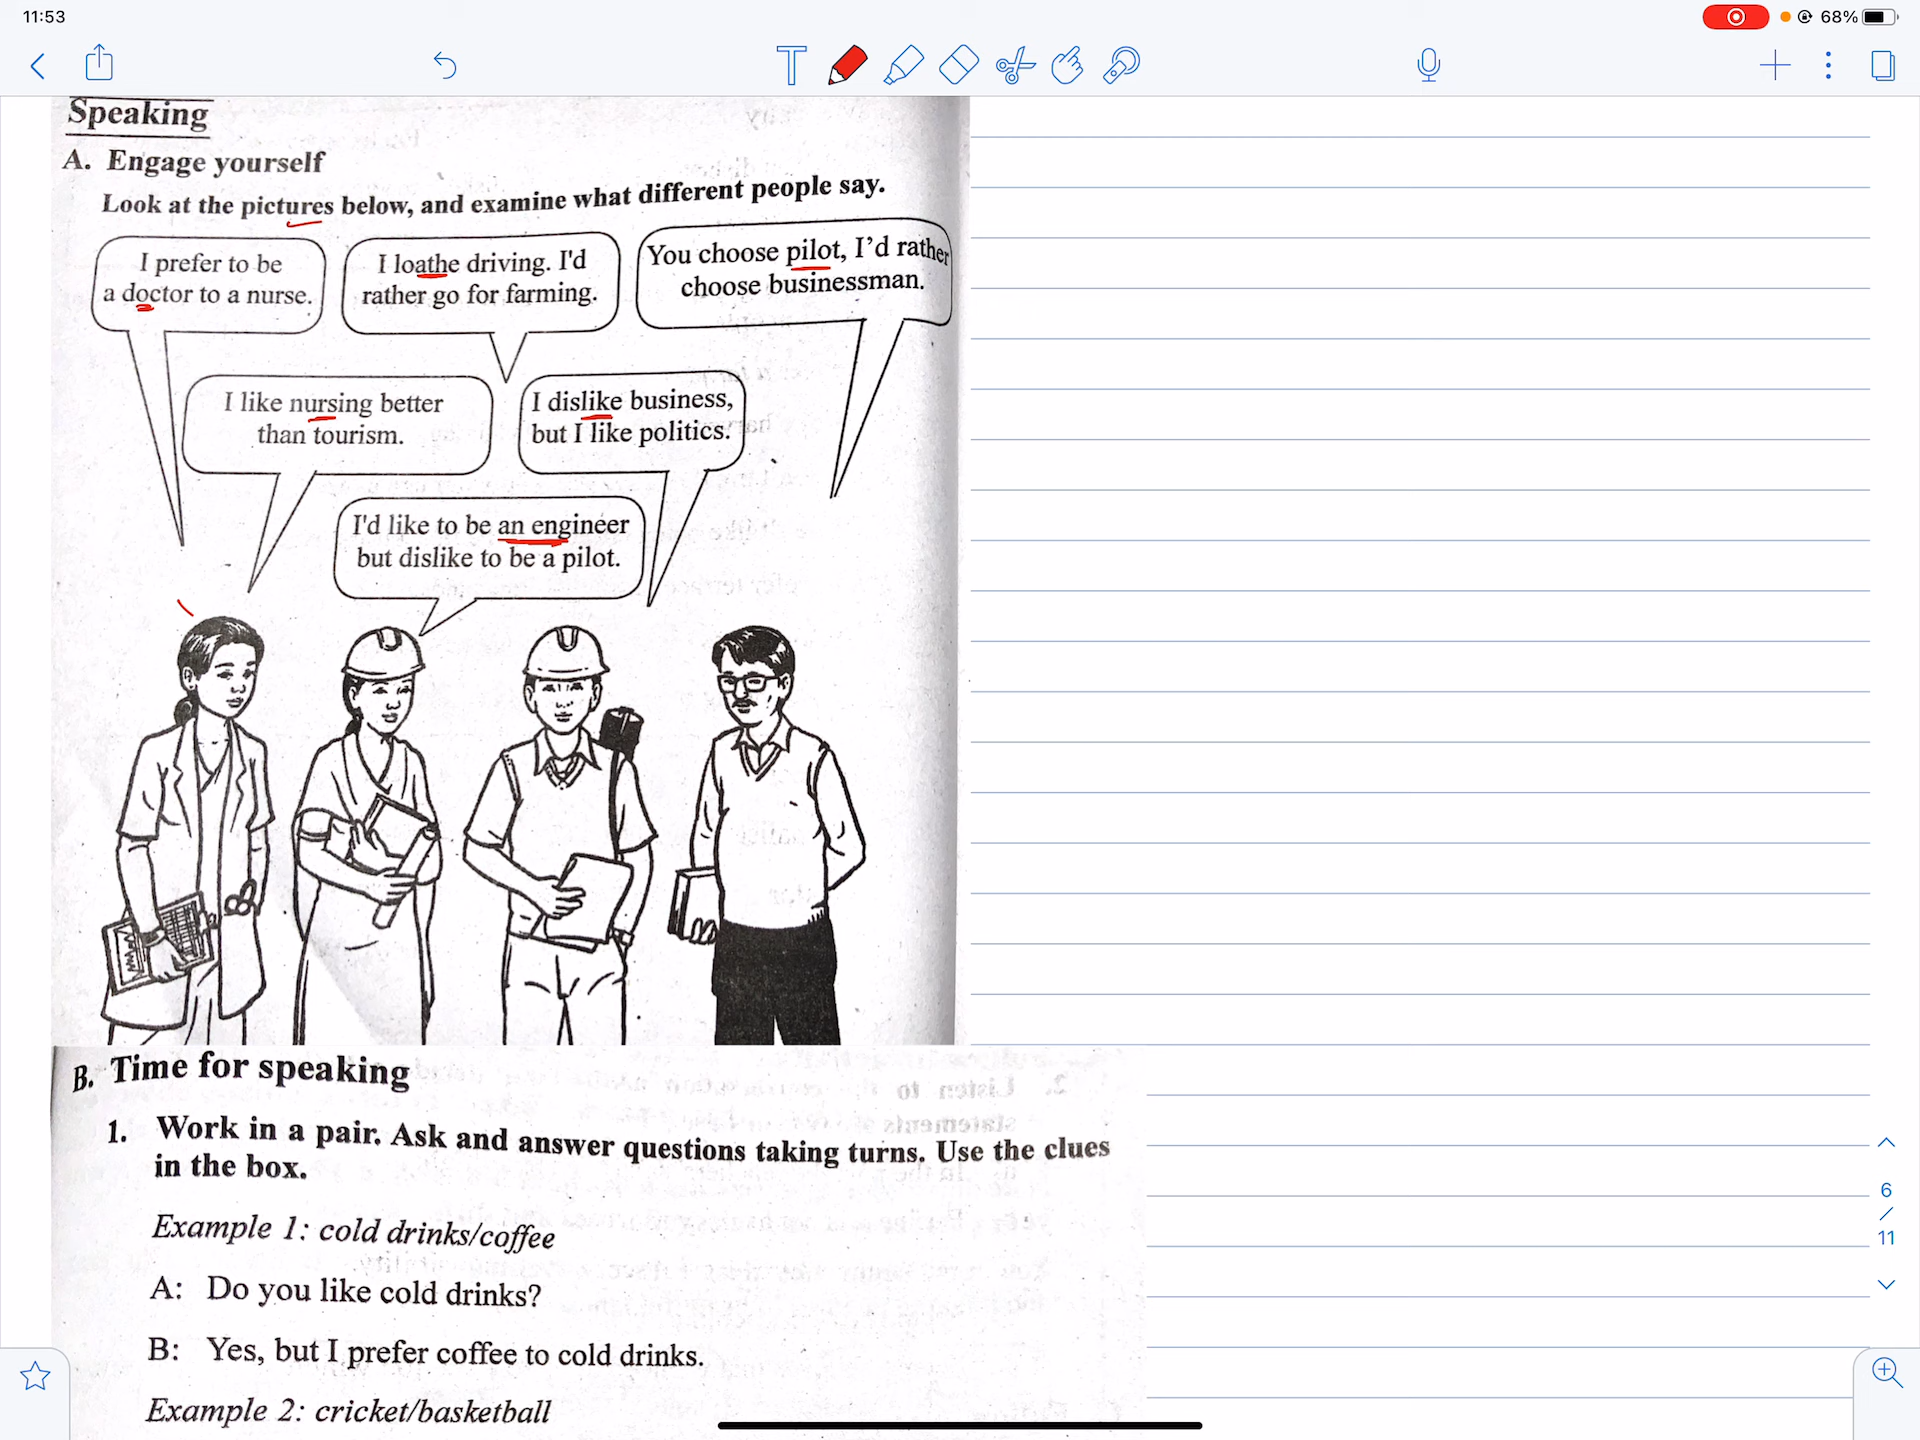 11:53
68%
Speaking
A. Engage yourself
Look at the pictures below, and examine what different people say.
I prefer to be
a doctor to a nurse.
I loathe driving. I'd
rather go for farming.
You choose pilot, I'd rather
choose businessman.
I like nursing better
than tourism.
I dislike business,
but I like politics.
I'd like to be an engineer
but dislike to be a pilot.
B. Time for speaking
1. Work in a pair. Ask and answer questions taking turns. Use the clues
in the box.
Example 1: cold drinks/coffee
A: Do you like cold drinks?
B: Yes, but I prefer coffee to cold drinks.
Example 2: cricket/basketball
6
/
11